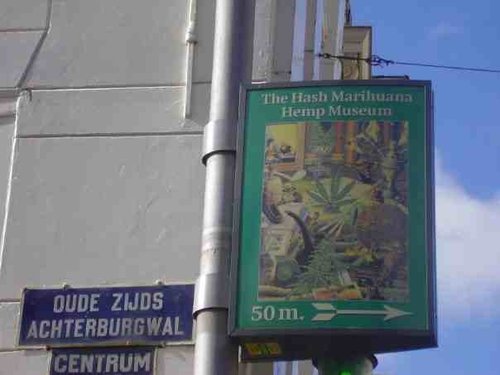 The Hash Marihuana
Hemp Museum
50 m.
OUDE ZIJDS
ACHTERBURGWAL
CENTRUM